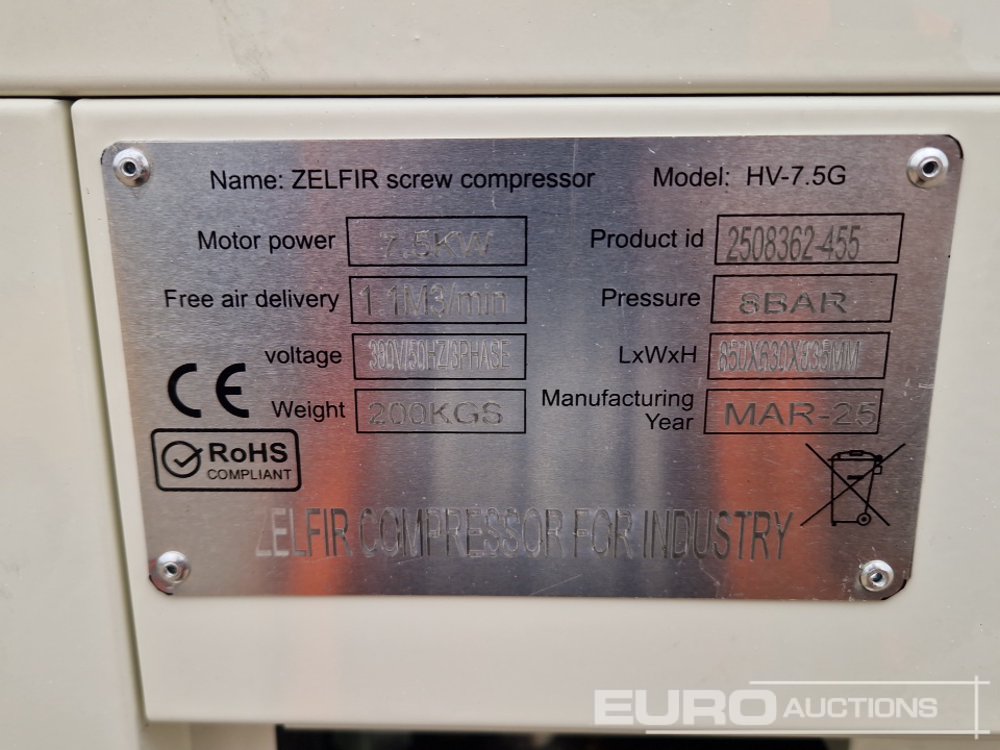 Name: ZELFIR screw compressor Model: HV-7.5G
Motor power 7.5KW Product id 2508362-455
Free air delivery 1.1M3/min Pressure 8BAR
voltage 380V/50HZ/3PHASE LxWxH
CE Weight 200KGS Manufacturing Year MAR-25
RoHS
COMPLIANT
ZELFIR COMPRESSOR FOR INDUSTRY
EURO AUCTIONS